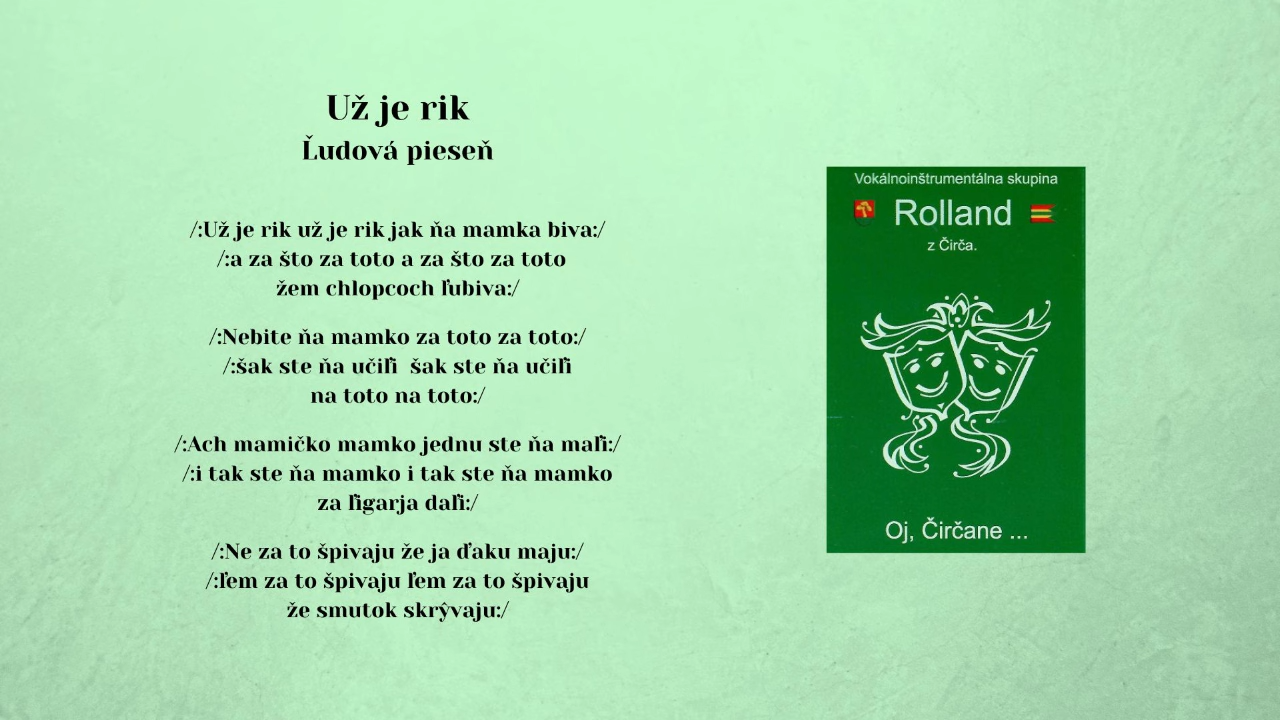 Už je rik
Ĺudová pieseň
/:Už je rik už je rik jak ňa mamka biva:/
/:a za što za toto a za što za toto
žem chlopcoch ľubiva:/
/:Nebite ňa mamko za toto za toto:/
/:šak ste ňa učiľi  šak ste ňa učiľi
na toto na toto:/
/:Ach mamičko mamko jednu ste ňa maľi:/
/:i tak ste ňa mamko i tak ste ňa mamko
za ľigarja daľi:/
/:Ne za to špivaju že ja ďaku maju:/
/:ľem za to špivaju ľem za to špivaju
že smutok skrŷvaju:/
Vokálnoinštrumentálna skupina
Rolland
z Čirča.
Oj, Čirčane ...